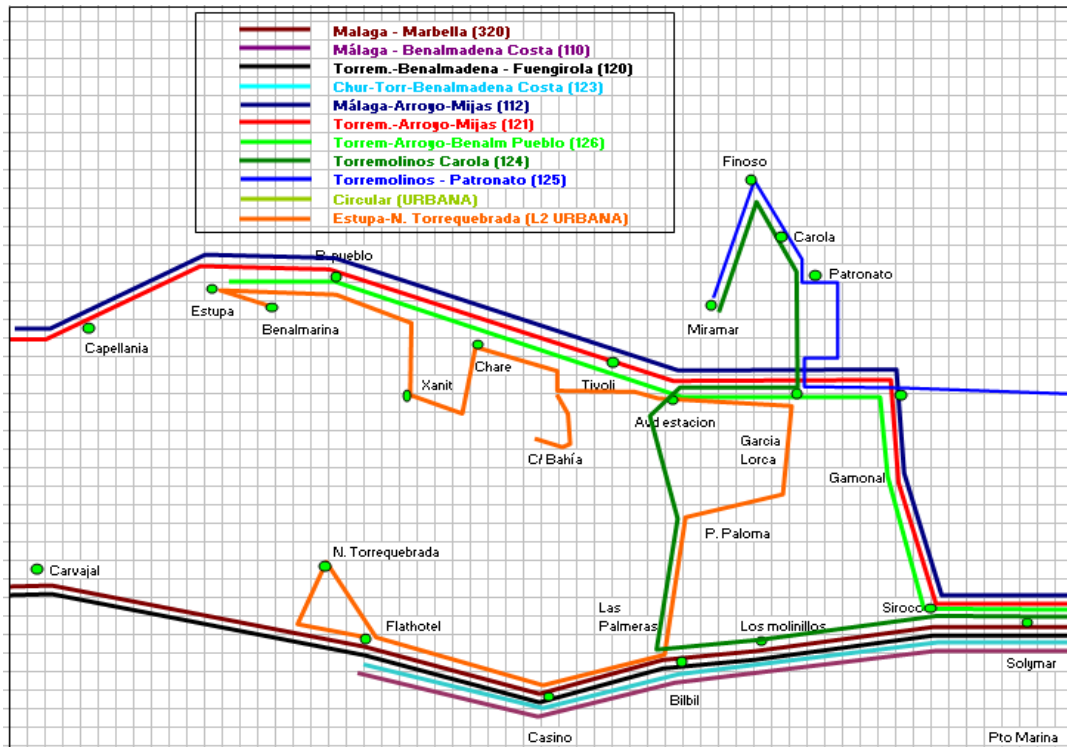 Malaga - Marbella (320)
Málaga - Benalmadena Costa (110)
Torrem.-Benalmadena - Fuengirola (120)
Chur-Torr-Benalmadena Costa (123)
Málaga-Arroyo-Mijas (112)
Torrem.-Arroyo-Mijas (121)
Torrem-Arroyo-Benalm Pueblo (126)
Torremolinos Carola (124)
Torremolinos - Patronato (125)
Circular (URBANA)
Estupa-N. Torrequebrada (L2 URBANA)
Finoso
Carola
B. pueblo
Patronato
Estupa
Benalmarina
Miramar
Capellania
Chare
Xanit
Tivoli
Avd estacion
Garcia
Lorca
C/ Bahía
Gamonal
P. Paloma
N. Torrequebrada
Carvajal
Las
Palmeras
Siroco
Flathotel
Los molinillos
Solymar
Bilbil
Casino
Pto Marina